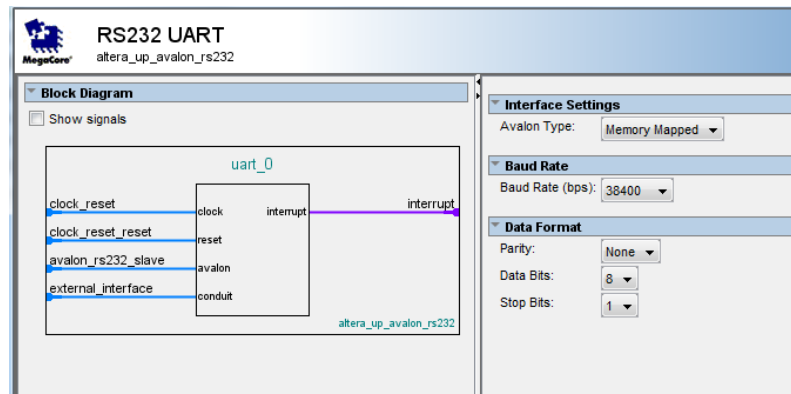 RS232 UART
MegaCore®
altera_up_avalon_rs232
Block Diagram
Show signals
uart_0
clock_reset
clock
interrupt
interrupt
clock_reset_reset
reset
avalon_rs232_slave
avalon
external_interface
conduit
altera_up_avalon_rs232
Interface Settings
Avalon Type: Memory Mapped
Baud Rate
Baud Rate (bps): 38400
Data Format
Parity: None
Data Bits: 8
Stop Bits: 1